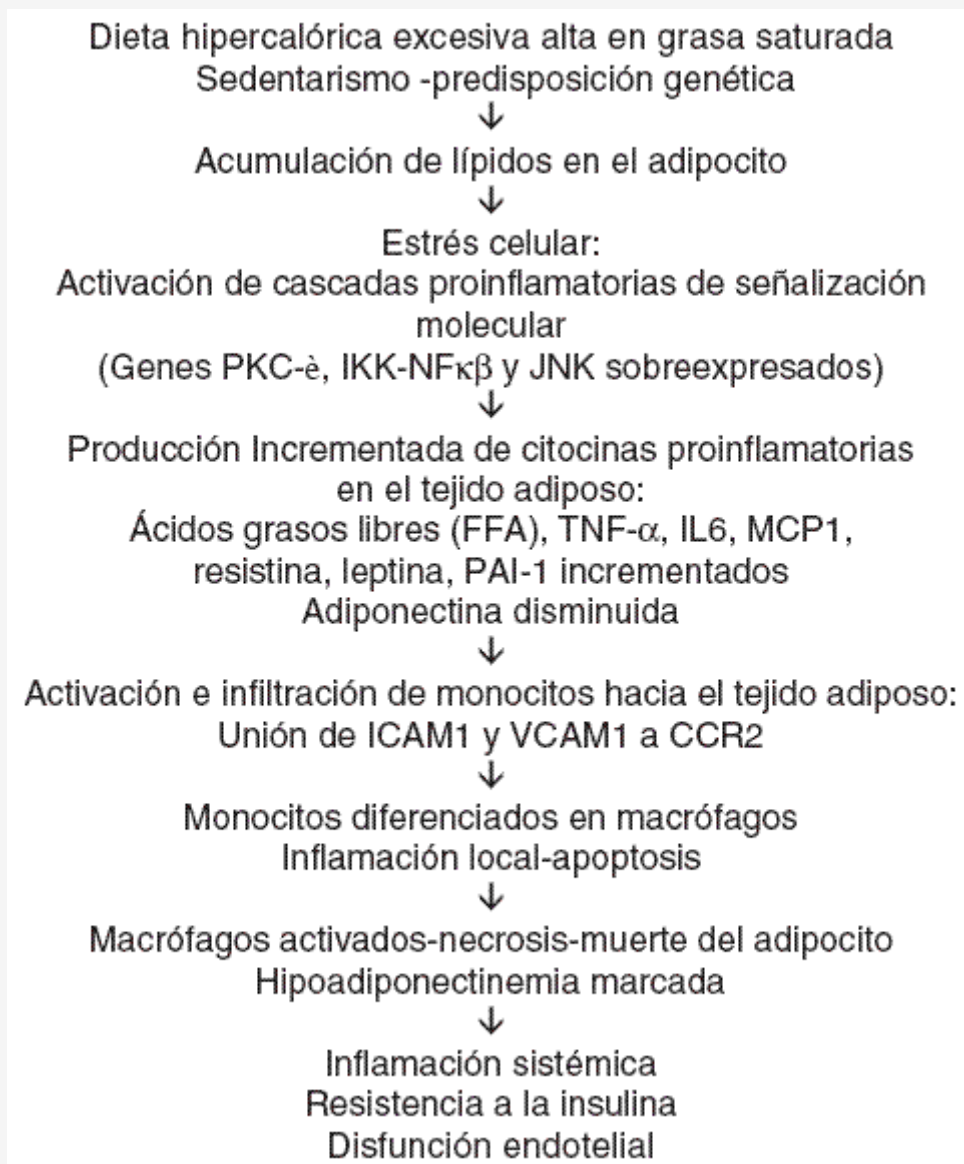 Dieta hipercalórica excesiva alta en grasa saturada
Sedentarismo -predisposición genética
↓
Acumulación de lípidos en el adipocito
↓
Estrés celular:
Activación de cascadas proinflamatorias de señalización
molecular
(Genes PKC-è, IKK-NFκβ y JNK sobreexpresados)
↓
Producción Incrementada de citocinas proinflamatorias
en el tejido adiposo:
Ácidos grasos libres (FFA), TNF-α, IL6, MCP1,
resistina, leptina, PAI-1 incrementados
Adiponectina disminuida
↓
Activación e infiltración de monocitos hacia el tejido adiposo:
Unión de ICAM1 y VCAM1 a CCR2
↓
Monocitos diferenciados en macrófagos
Inflamación local-apoptosis
↓
Macrófagos activados-necrosis-muerte del adipocito
Hipoadiponectinemia marcada
↓
Inflamación sistémica
Resistencia a la insulina
Disfunción endotelial